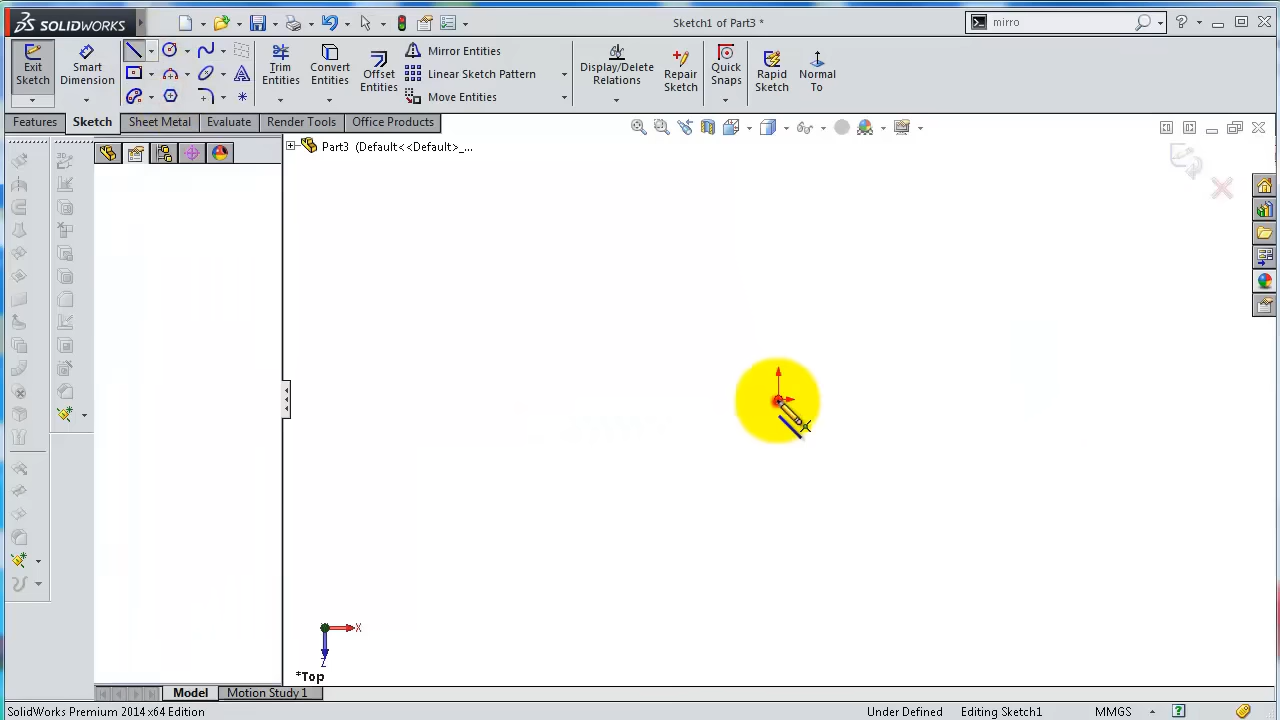 SOLIDWORKS
Sketch1 of Part3 *
mirro
Exit Sketch
Smart Dimension
Trim Entities
Convert Entities
Offset Entities
Mirror Entities
Linear Sketch Pattern
Move Entities
Display/Delete Relations
Repair Sketch
Quick Snaps
Rapid Sketch
Normal To
Features
Sketch
Sheet Metal
Evaluate
Render Tools
Office Products
Part3 (Default<<Default>_...
X
Z
*Top
Model
Motion Study 1
SolidWorks Premium 2014 x64 Edition
Under Defined
Editing Sketch1
MMGS